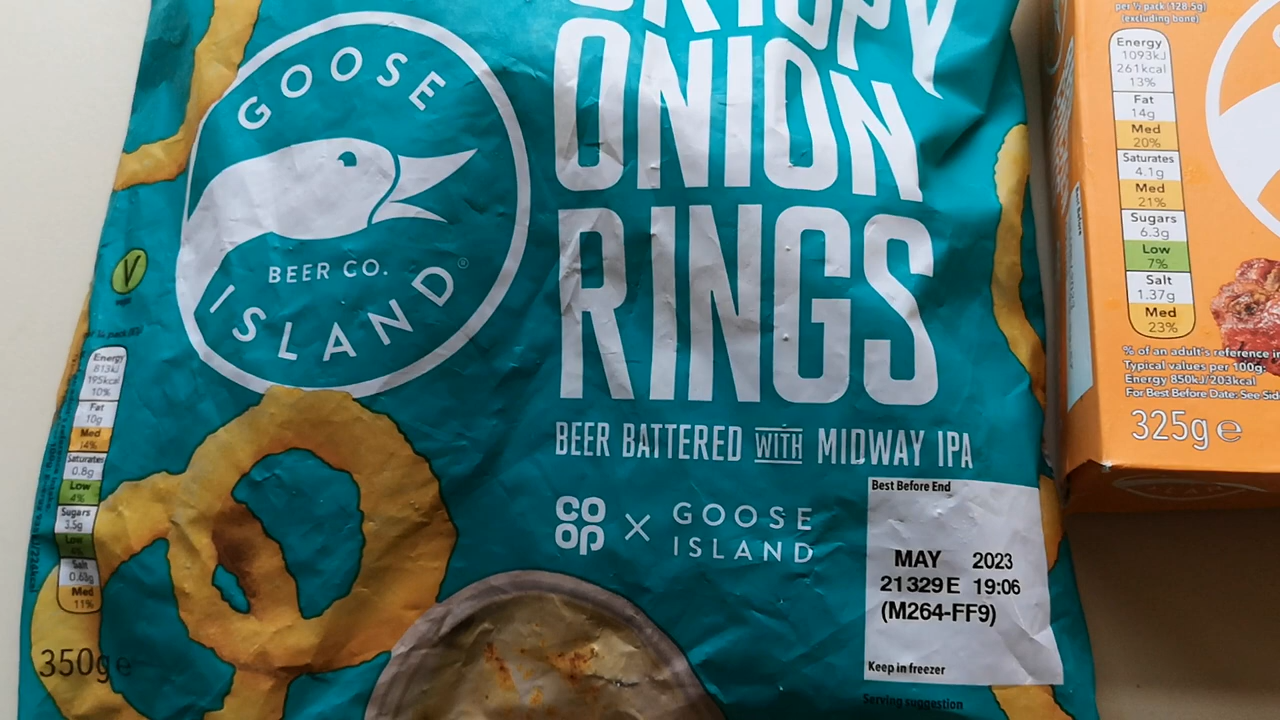 CRISPY
ONION
RINGS
BEER BATTERED WITH MIDWAY IPA
COOP X GOOSE
ISLAND
GOOSE
BEER CO.
ISLAND®
V
Energy
813kJ
195kcal
10%
Fat
10g
Med
14%
Saturates
0.8g
Low
4%
Sugars
3.5g
Low
4%
Salt
0.63g
Med
11%
350g e
Best Before End
MAY 2023
21329E 19:06
(M264-FF9)
Keep in freezer
Serving suggestion
per ½ pack (128.5g)
(excluding bone)
Energy
1093kJ
261kcal
13%
Fat
14g
Med
20%
Saturates
4.1g
Med
21%
Sugars
6.3g
Low
7%
Salt
1.37g
Med
23%
% of an adult's reference
Typical values per 100g:
Energy 850kJ/203kcal
For Best Before Date: See
325g e